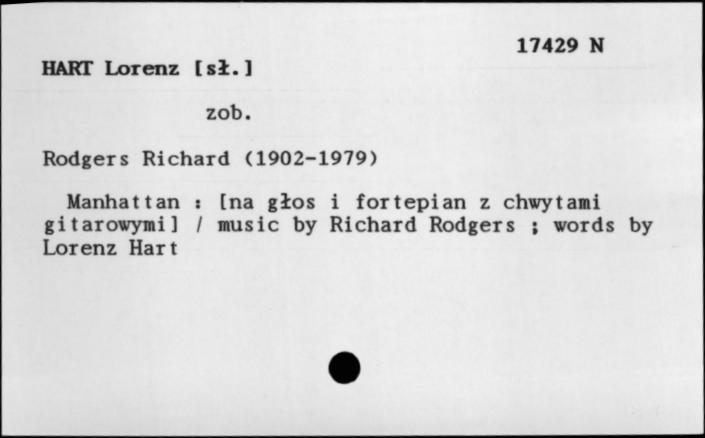 17429 N
HART Lorenz [sł.]
zob.
Rodgers Richard (1902-1979)
Manhattan : [na głos i fortepian z chwytami
gitarowymi] / music by Richard Rodgers ; words by
Lorenz Hart